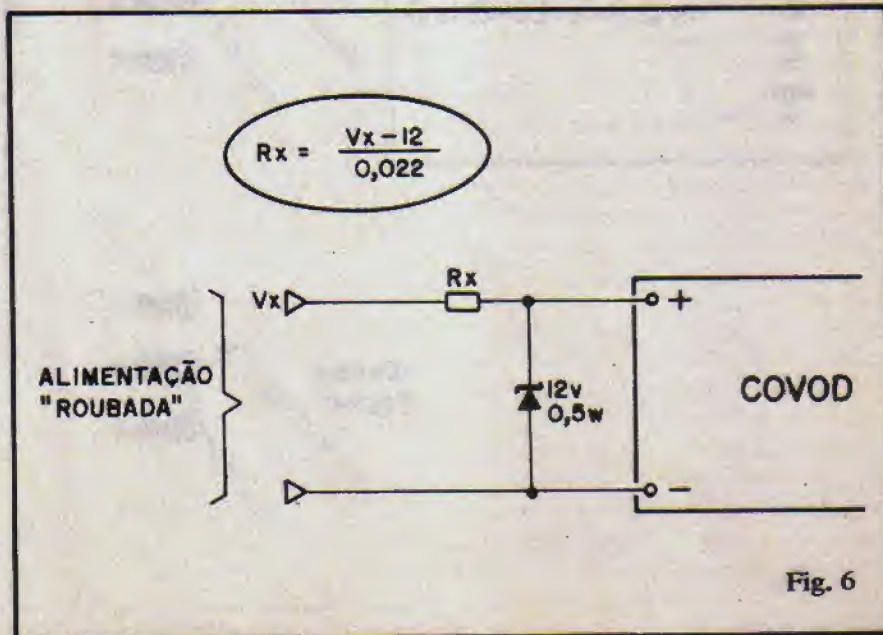 Rx = Vx – 12
0,022
Rx
Vx
+
ALIMENTAÇÃO
"ROUBADA"
12v
0,5w
COVOD
–
Fig. 6